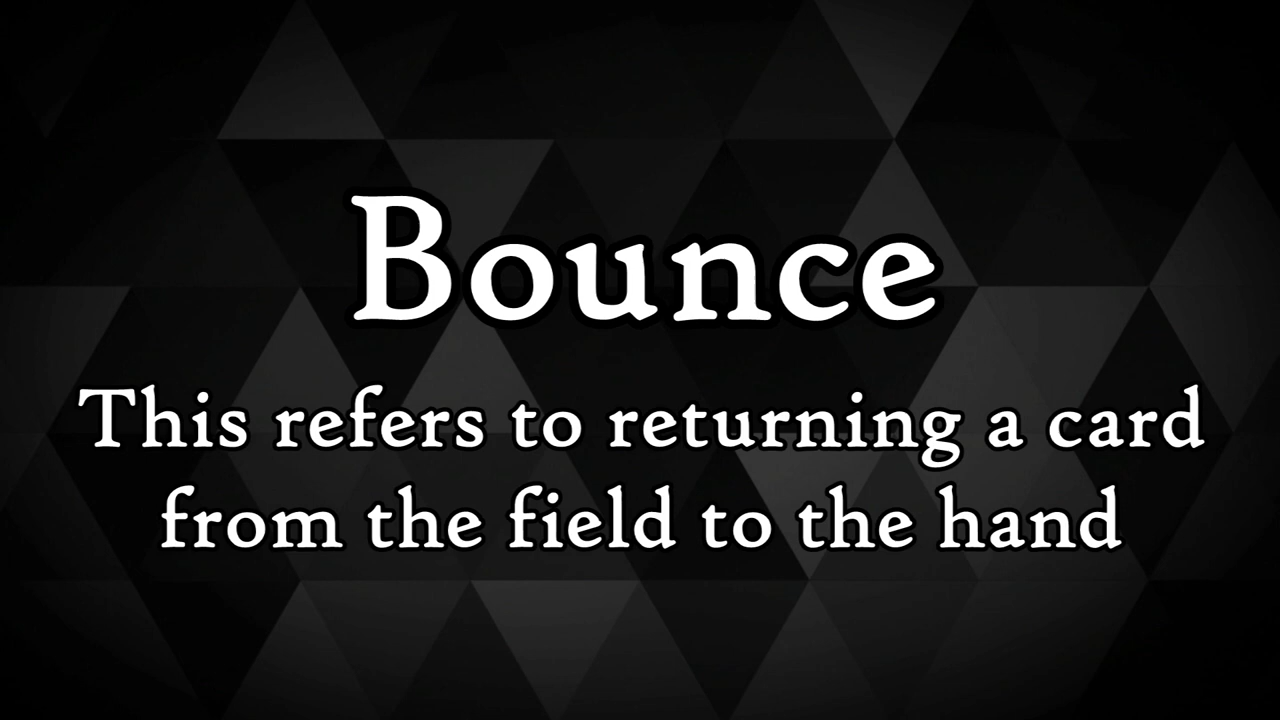 Bounce
This refers to returning a card
from the field to the hand